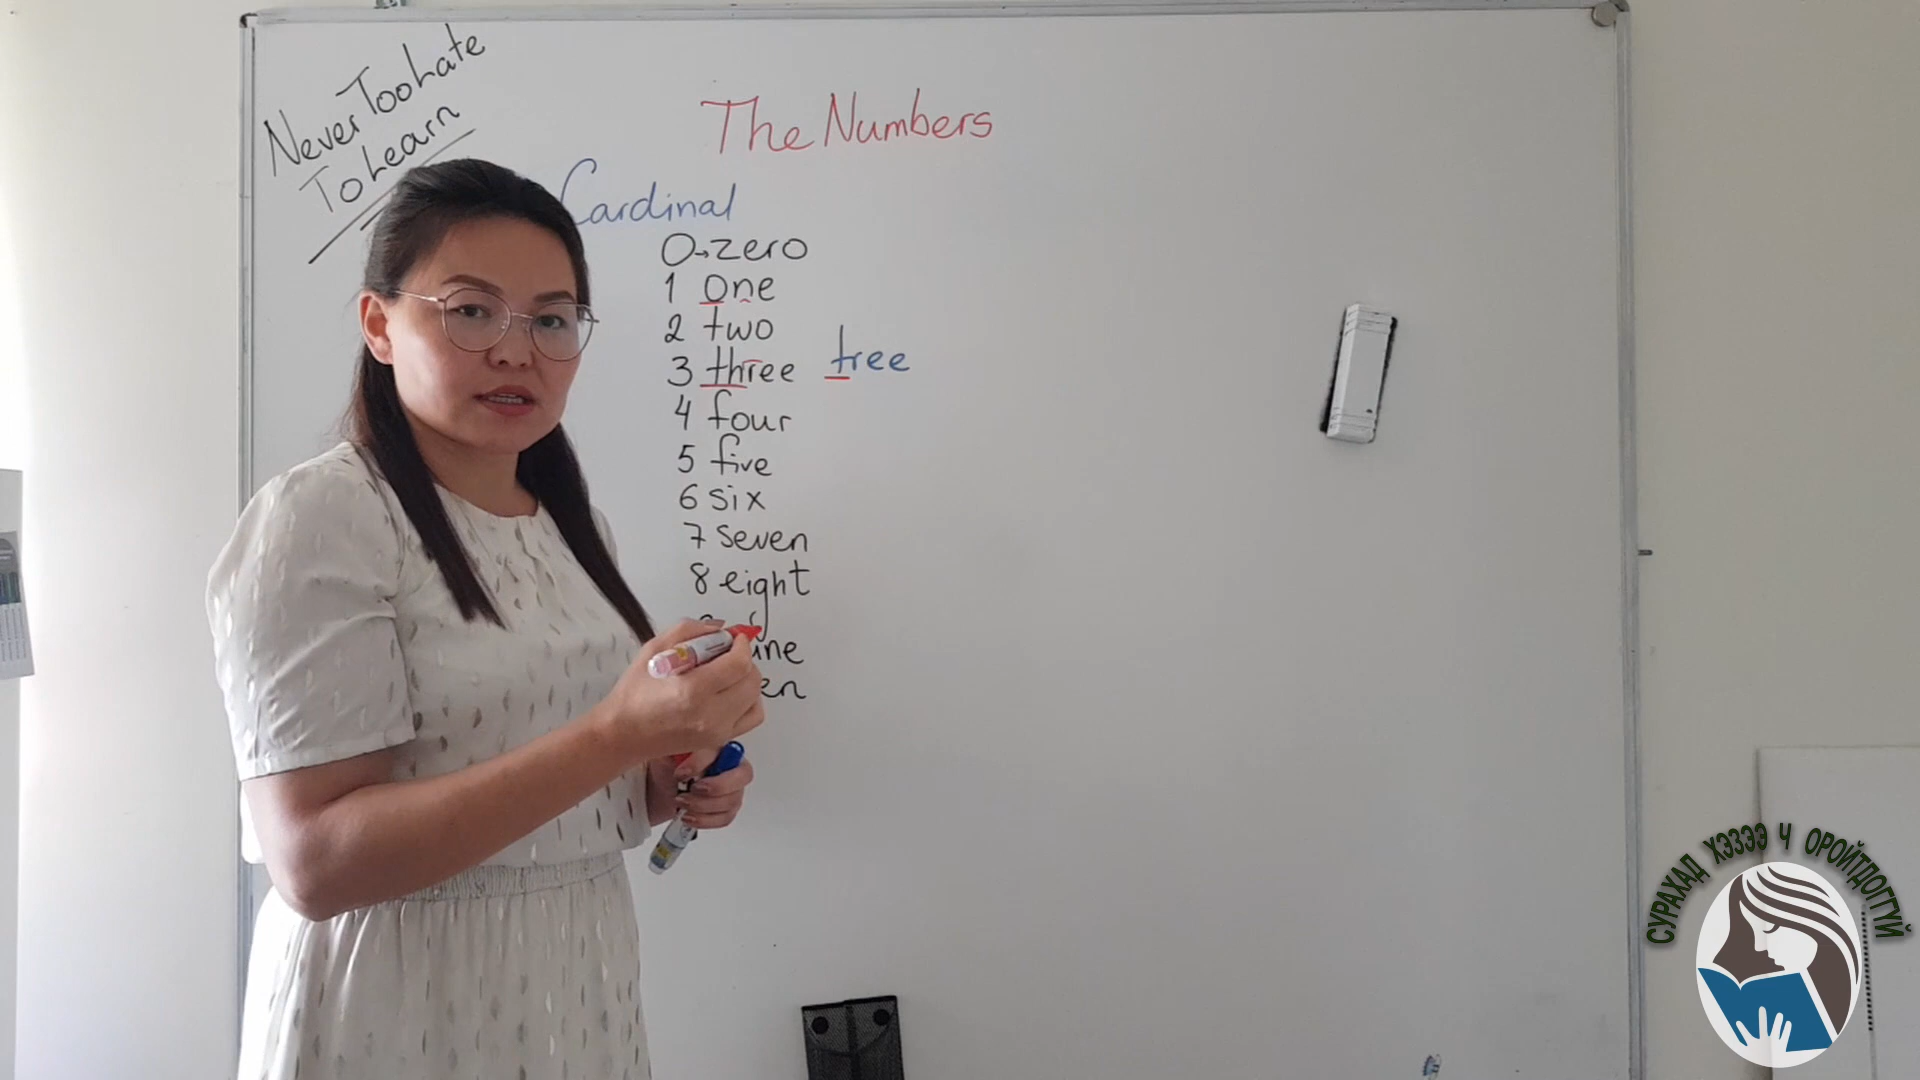 Never Too Late
To Learn
The Numbers
Cardinal
0→zero
1 one
2 two
3 three tree
4 four
5 five
6 six
7 seven
8 eight
СУРАХАД ХЭЗЭЭ Ч ОРОЙТДОГГҮЙ